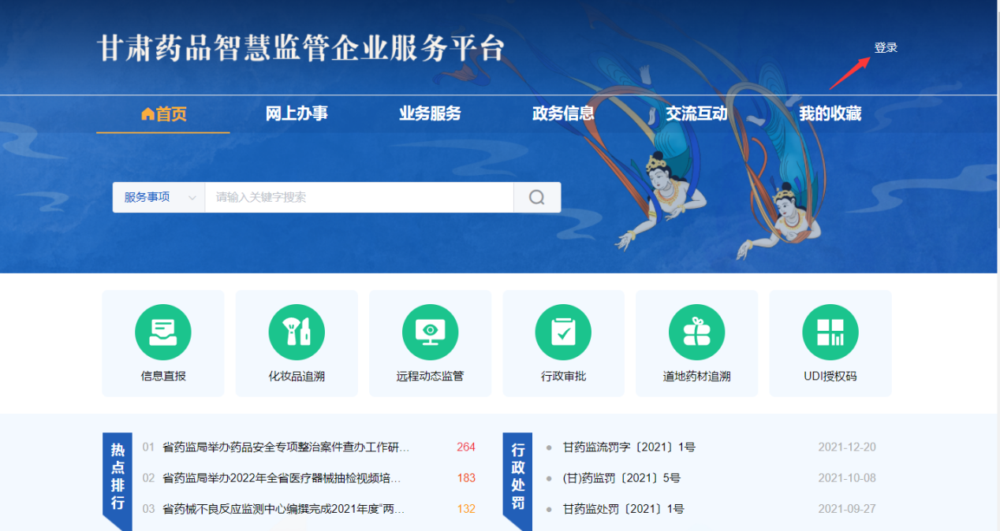 甘肃药品智慧监管企业服务平台
登录
首页 网上办事 业务服务 政务信息 交流互动 我的收藏
服务事项 请输入关键字搜索
信息直报 化妆品追溯 远程动态监管 行政审批 道地药材追溯 UDI授权码
热点排行
01 省药监局举办药品安全专项整治案件查办工作研... 264
02 省药监局举办2022年全省医疗器械抽检视频培... 183
03 省药械不良反应监测中心编撰完成2021年度“两... 132
行政处罚
甘药监流罚字〔2021〕1号 2021-12-20
(甘)药监罚〔2021〕5号 2021-10-08
甘药监处罚〔2021〕1号 2021-09-27